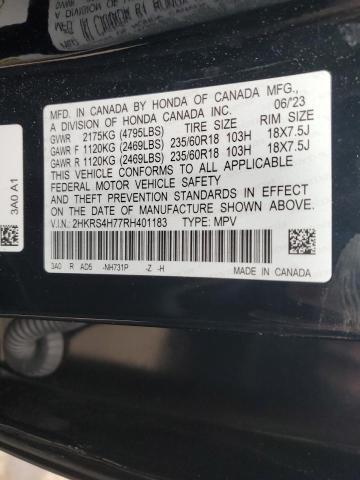 MFD. IN CANADA BY HONDA OF CANADA MFG.,
A DIVISION OF HONDA CANADA INC. 06/'23
GVWR 2175KG (4795LBS) TIRE SIZE RIM SIZE
GAWR F 1120KG (2469LBS) 235/60R18 103H 18X7.5J
GAWR R 1120KG (2469LBS) 235/60R18 103H 18X7.5J
THIS VEHICLE CONFORMS TO ALL APPLICABLE
FEDERAL MOTOR VEHICLE SAFETY
AND THEFT PREVENTION STANDARDS IN EFFECT
ON THE DATE OF MANUFACTURE SHOWN ABOVE.
V.I.N.: 2HKRS4H77RH401183 TYPE: MPV
3A0 R AD5 -NH731P -Z -H
MADE IN CANADA
3A0 A1